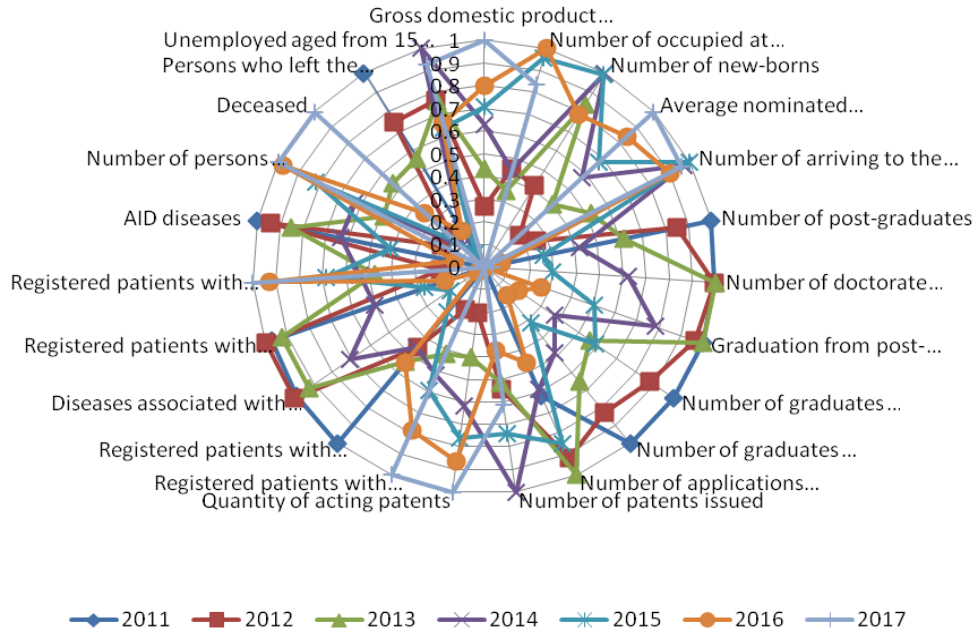 Gross domestic product...
Unemployed aged from 15...
Number of occupied at...
Persons who left the...
Number of new-borns
Deceased
Average nominated...
Number of persons...
Number of arriving to the...
AID diseases
Number of post-graduates
Registered patients with...
Number of doctorate...
Registered patients with...
Graduation from post-...
Diseases associated with...
Number of graduates ...
Registered patients with...
Number of graduates ...
Registered patients with...
Number of applications...
Quantity of acting patents
Number of patents issued
1
0.9
0.8
0.7
0.6
0.5
0.4
0.3
0.2
0.1
0
2011 2012 2013 2014 2015 2016 2017